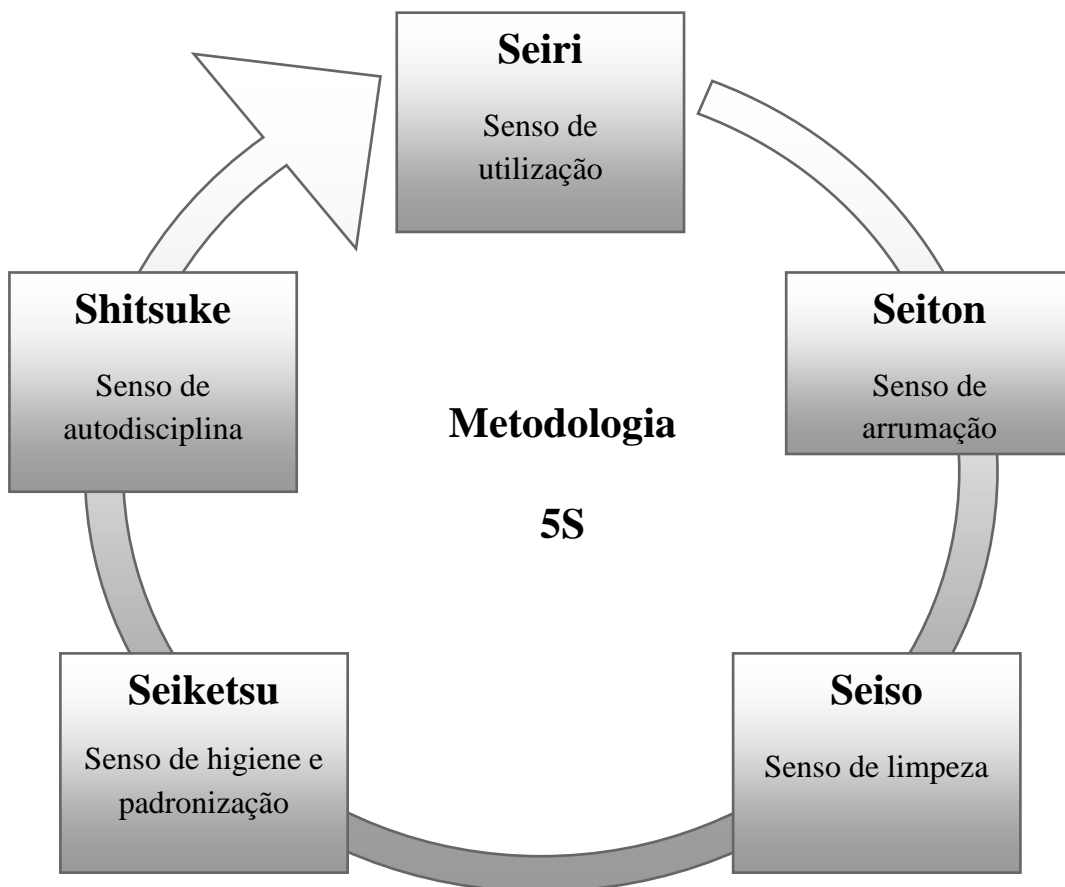 Seiri
Senso de
utilização
Seiton
Senso de
arrumação
Seiso
Senso de limpeza
Seiketsu
Senso de higiene e
padronização
Shitsuke
Senso de
autodisciplina
Metodologia
5S